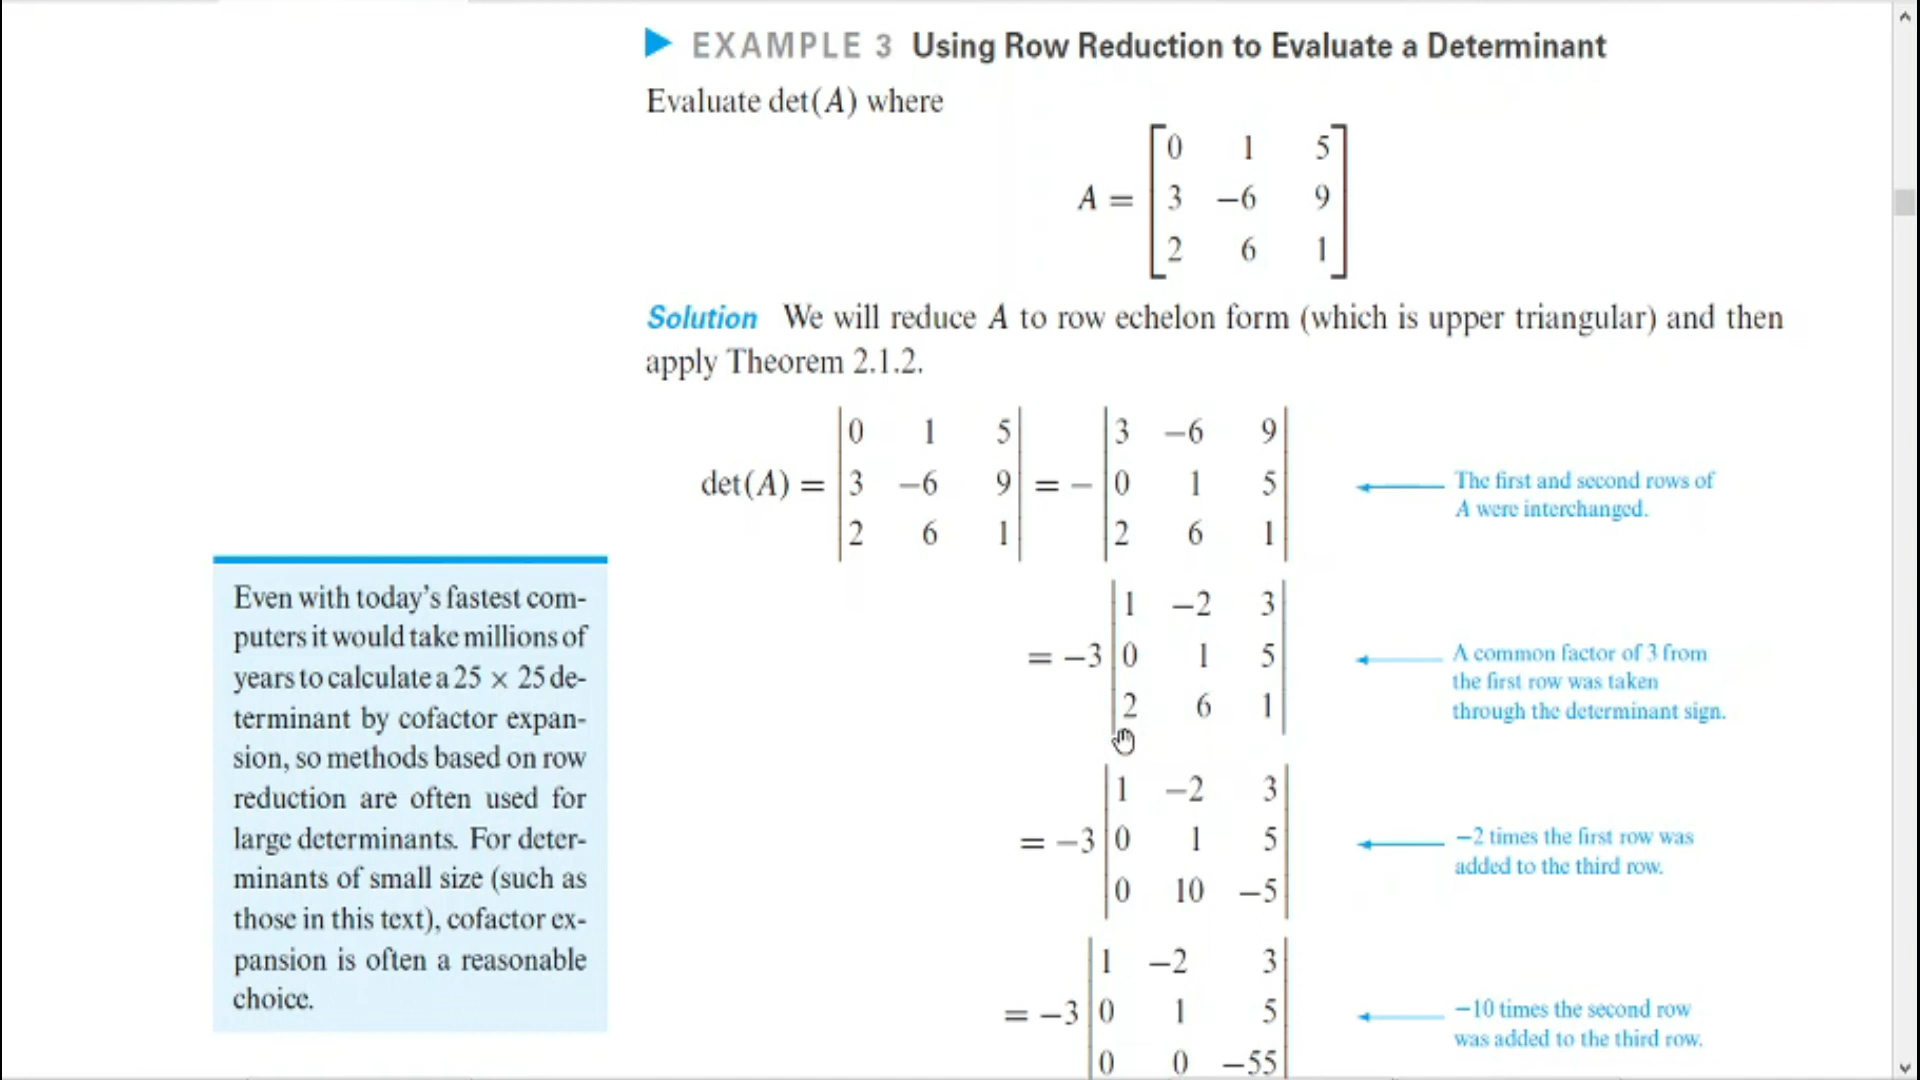 EXAMPLE 3 Using Row Reduction to Evaluate a Determinant
Evaluate det(A) where
A = [0 1 5
3 −6 9
2 6 1]
Solution We will reduce A to row echelon form (which is upper triangular) and then
apply Theorem 2.1.2.
det(A) = |0 1 5| = − |3 −6 9|
|3 −6 9| |0 1 5|
|2 6 1| |2 6 1|
The first and second rows of
A were interchanged.
= −3 |1 −2 3|
|0 1 5|
|2 6 1|
A common factor of 3 from
the first row was taken
through the determinant sign.
= −3 |1 −2 3|
|0 1 5|
|0 10 −5|
−2 times the first row was
added to the third row.
= −3 |1 −2 3|
|0 1 5|
|0 0 −55|
−10 times the second row
was added to the third row.
Even with today's fastest com-
puters it would take millions of
years to calculate a 25 × 25 de-
terminant by cofactor expan-
sion, so methods based on row
reduction are often used for
large determinants. For deter-
minants of small size (such as
those in this text), cofactor ex-
pansion is often a reasonable
choice.